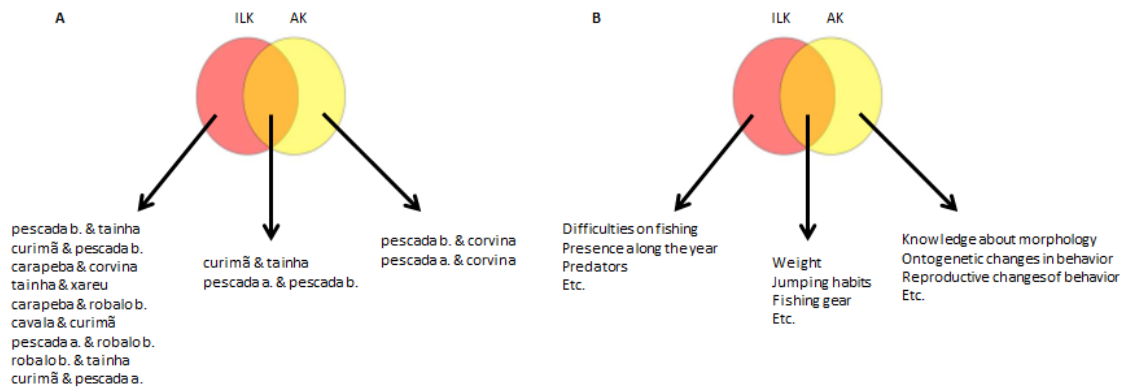 A
ILK AK
pescada b. & tainha
curimã & pescada b.
carapeba & corvina
tainha & xareu
carapeba & robalo b.
cavala & curimã
pescada a. & robalo b.
robalo b. & tainha
curimã & pescada a.
curimã & tainha
pescada a. & pescada b.
pescada b. & corvina
pescada a. & corvina
B
ILK AK
Difficulties on fishing
Presence along the year
Predators
Etc.
Weight
Jumping habits
Fishing gear
Etc.
Knowledge about morphology
Ontogenetic changes in behavior
Reproductive changes of behavior
Etc.